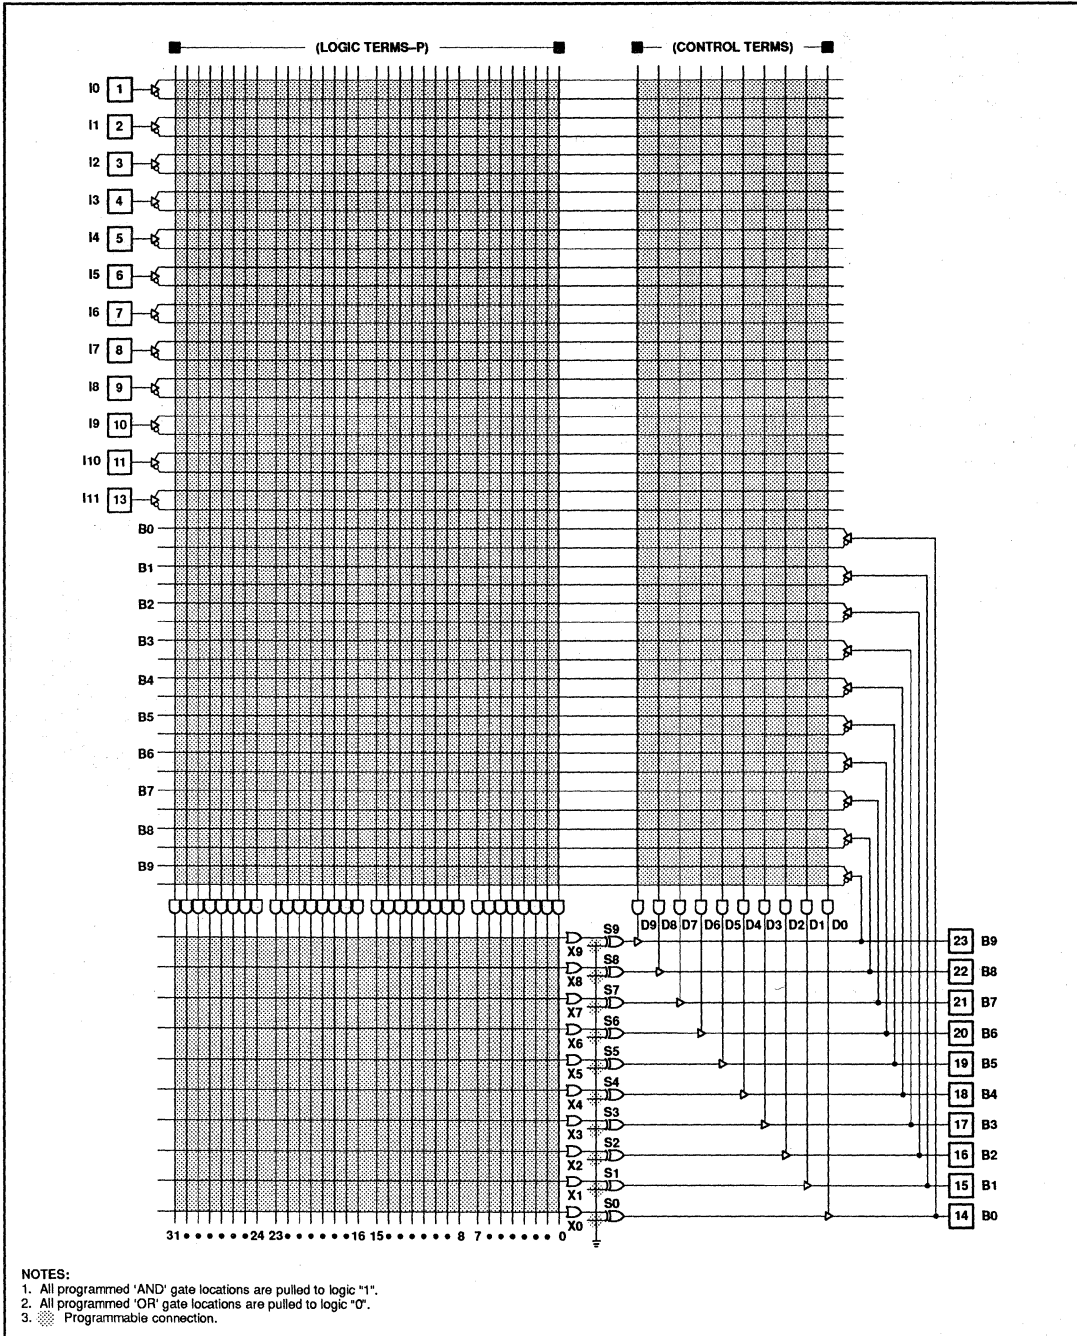 (LOGIC TERMS–P) (CONTROL TERMS)
I0 1
I1 2
I2 3
I3 4
I4 5
I5 6
I6 7
I7 8
I8 9
I9 10
I10 11
I11 13
B0
B1
B2
B3
B4
B5
B6
B7
B8
B9
D9 D8 D7 D6 D5 D4 D3 D2 D1 D0
S9 23 B9
X9
S8 22 B8
X8
S7 21 B7
X7
S6 20 B6
X6
S5 19 B5
X5
S4 18 B4
X4
S3 17 B3
X3
S2 16 B2
X2
S1 15 B1
X1
S0 14 B0
X0
31 • • • • • • 24 23 • • • • • • 16 15 • • • • • • 8 7 • • • • • • 0
NOTES:
1. All programmed 'AND' gate locations are pulled to logic "1".
2. All programmed 'OR' gate locations are pulled to logic "0".
3. Programmable connection.